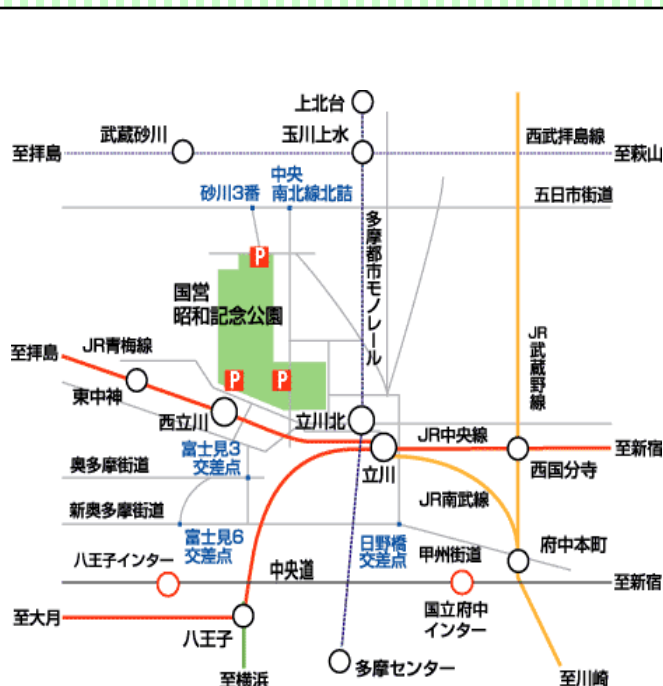 上北台
武蔵砂川
玉川上水
西武拝島線
至拝島
至萩山
中央
砂川3番
南北線北詰
五日市街道
多摩都市モノレール
P
国営
昭和記念公園
JR武蔵野線
至拝島
JR青梅線
P
P
東中神
西立川
立川北
JR中央線
富士見3
交差点
立川
西国分寺
至新宿
奥多摩街道
JR南武線
新奥多摩街道
富士見6
交差点
日野橋
交差点
甲州街道
府中本町
八王子インター
中央道
至新宿
国立府中
インター
至大月
八王子
多摩センター
至横浜
至川崎